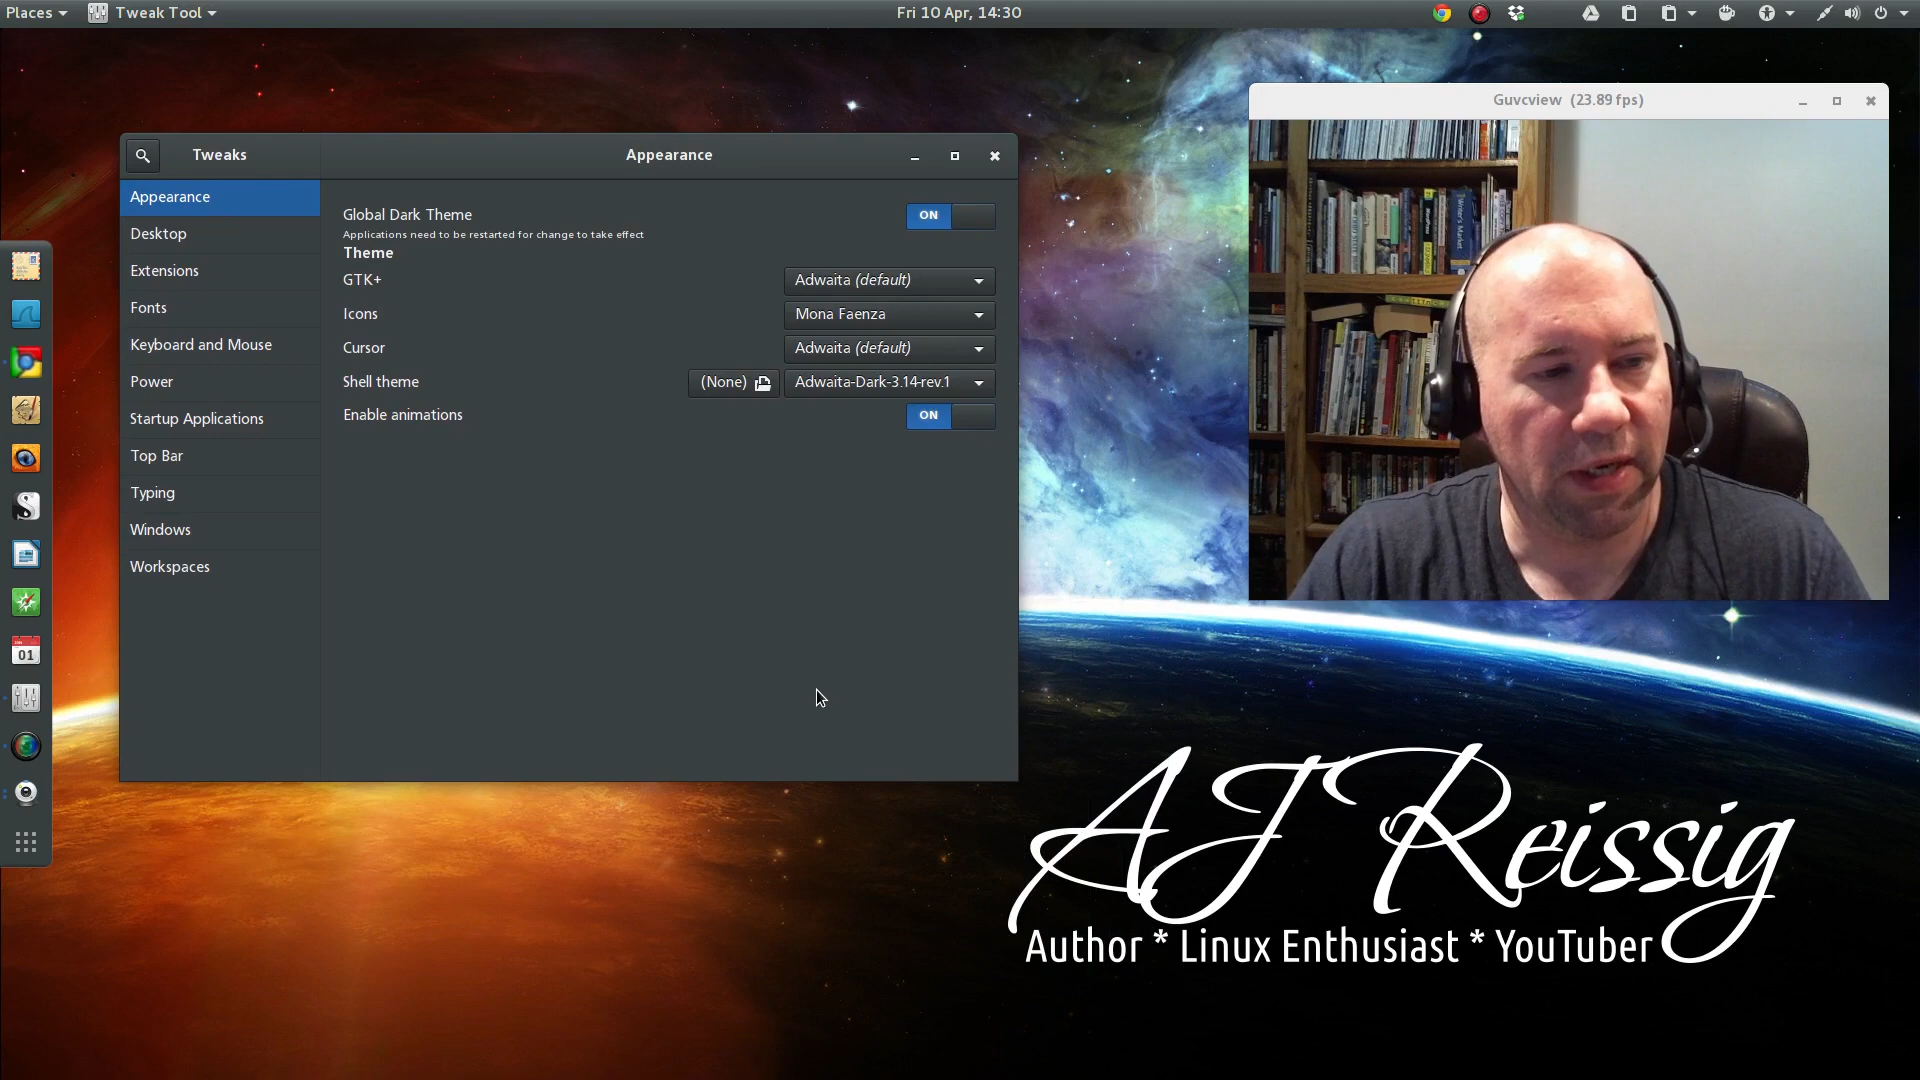 Places
Tweak Tool
Fri 10 Apr, 14:30
Tweaks
Appearance
Appearance
Desktop
Extensions
Fonts
Keyboard and Mouse
Power
Startup Applications
Top Bar
Typing
Windows
Workspaces
Global Dark Theme
ON
Applications need to be restarted for change to take effect
Theme
GTK+
Adwaita (default)
Icons
Mona Faenza
Cursor
Adwaita (default)
Shell theme
(None)
Adwaita-Dark-3.14-rev.1
Enable animations
ON
Guvcview (23.89 fps)
Writer's Market
01
AJ Reissig
Author * Linux Enthusiast * YouTuber